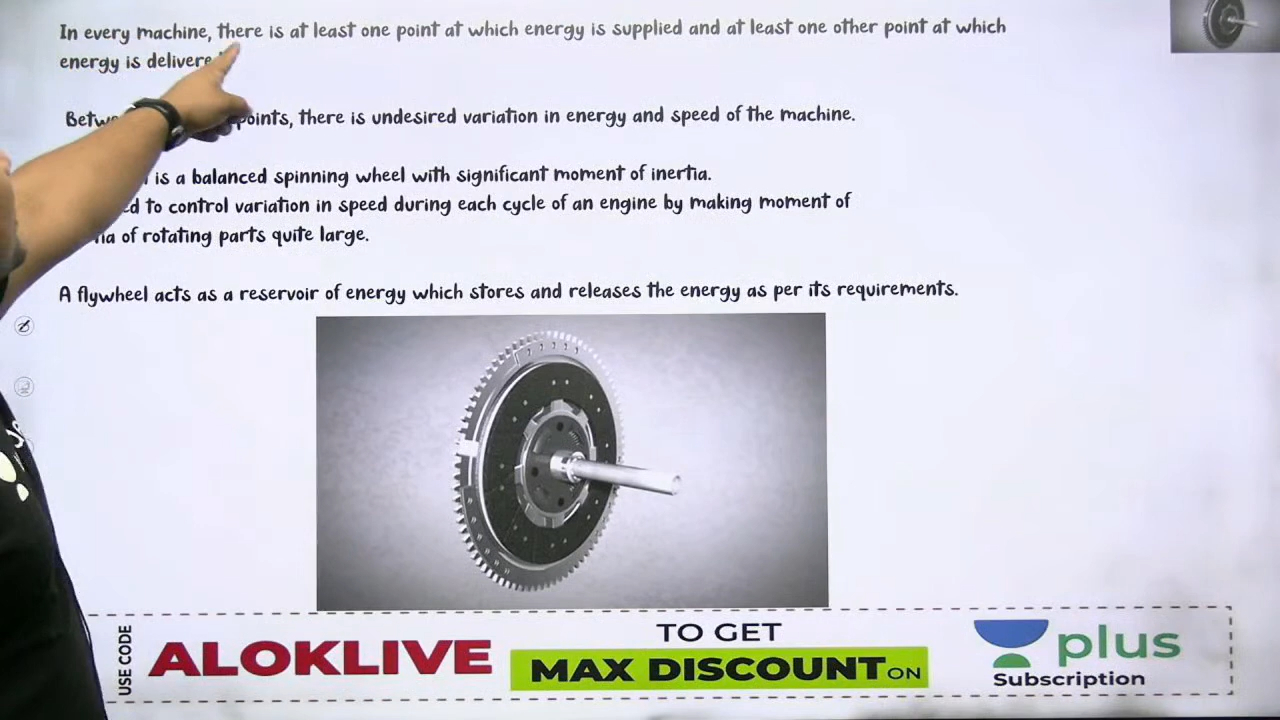 In every machine, there is at least one point at which energy is supplied and at least one other point at which
energy is
points, there is undesired variation in energy and speed of the machine.
is a balanced spinning wheel with significant moment of inertia.
to control variation in speed during each cycle of an engine by making moment of
of rotating parts quite large.
A flywheel acts as a reservoir of energy which stores and releases the energy as per its requirements.
USE CODE
ALOKLIVE
TO GET
MAX DISCOUNT ON
plus
Subscription